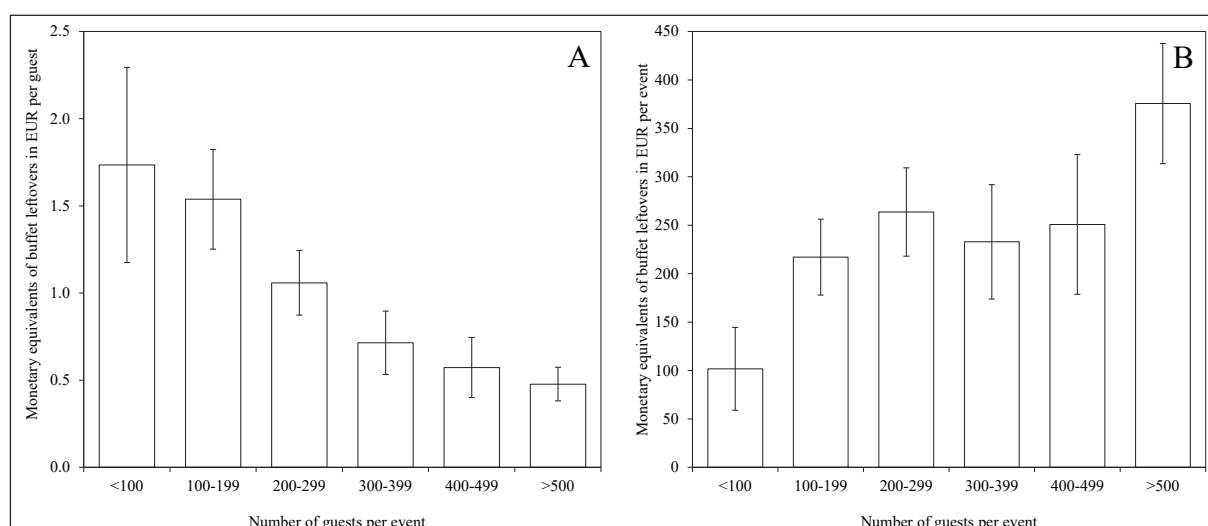 A
Monetary equivalents of buffet leftovers in EUR per guest
2.5
2.0
1.5
1.0
0.5
0.0
<100 100-199 200-299 300-399 400-499 >500
Number of guests per event
B
Monetary equivalents of buffet leftovers in EUR per event
450
400
350
300
250
200
150
100
50
0
<100 100-199 200-299 300-399 400-499 >500
Number of guests per event